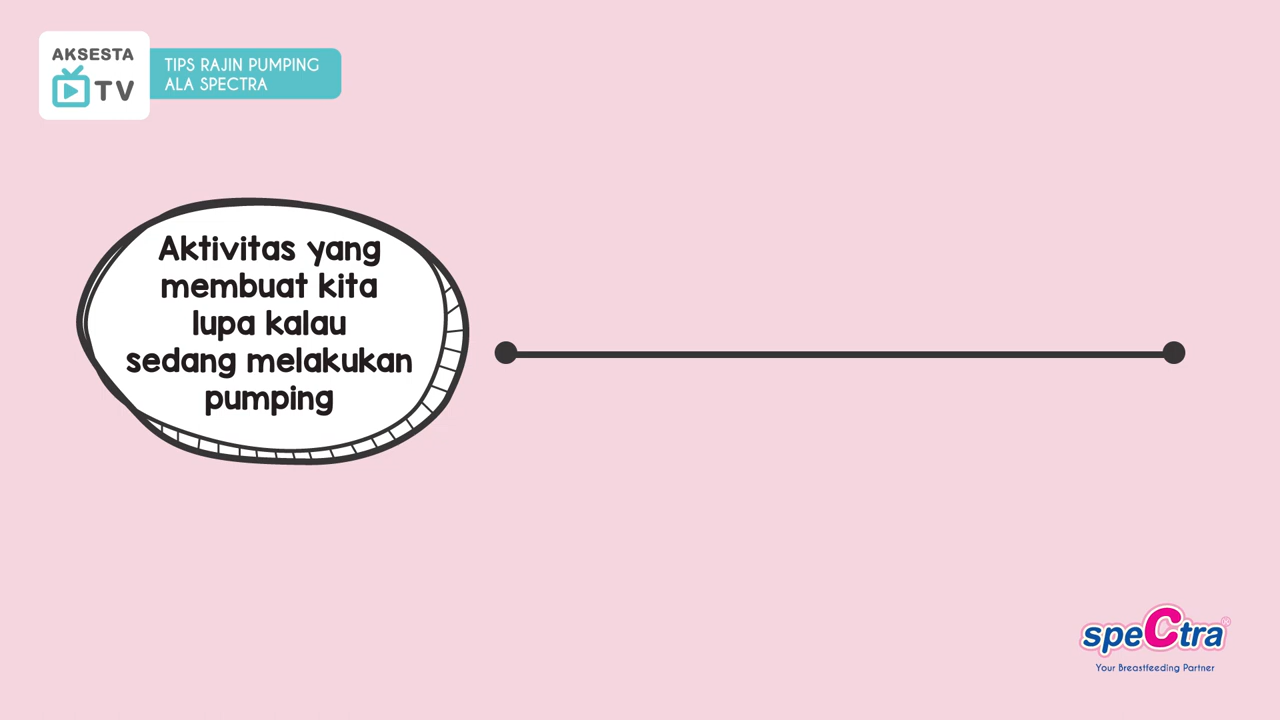 AKSESTA
TV
TIPS RAJIN PUMPING
ALA SPECTRA
Aktivitas yang
membuat kita
lupa kalau
sedang melakukan
pumping
speCtra®
Your Breastfeeding Partner